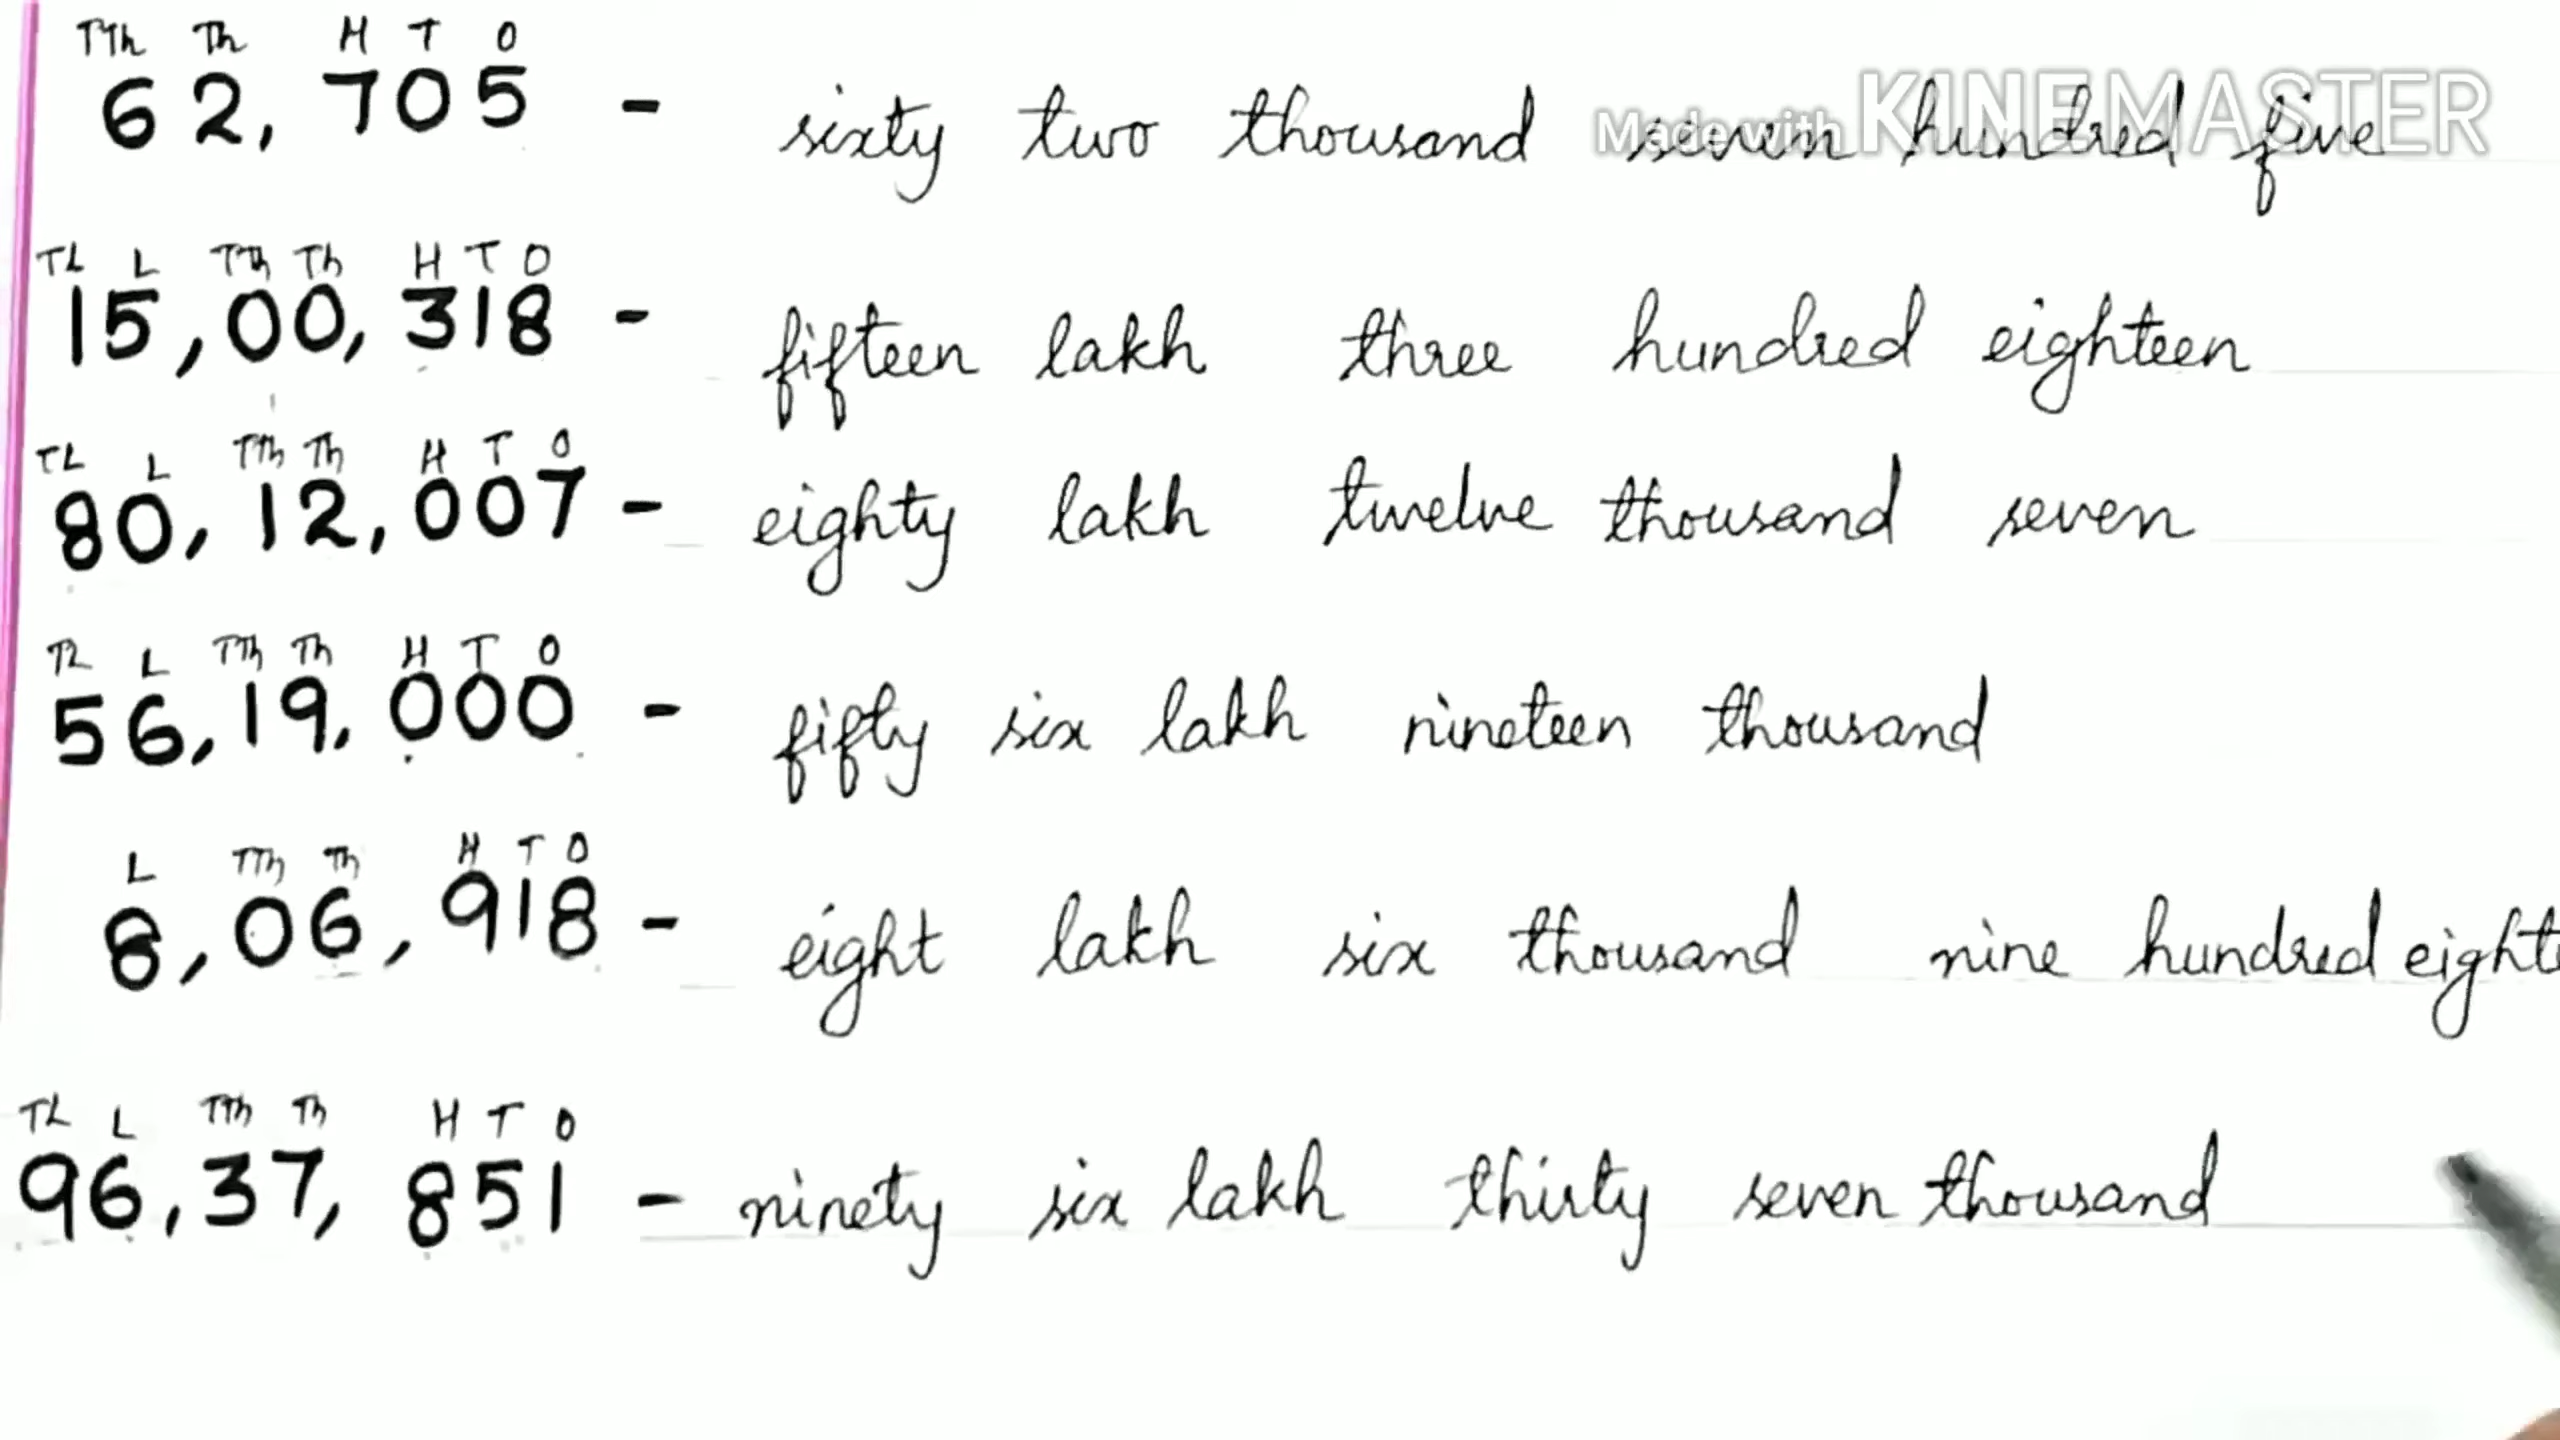 TTh Th H T O
62,705 - sixty two thousand seven hundred five
Made with KINEMASTER
TL L TTh Th H T O
15,00,318 - fifteen lakh three hundred eighteen
TL L TTh Th H T O
80,12,007 - eighty lakh twelve thousand seven
TL L TTh Th H T O
56,19,000 - fifty six lakh nineteen thousand
L TTh Th H T O
8,06,918 - eight lakh six thousand nine hundred eighte
TL L TTh Th H T O
96,37,851 - ninety six lakh thirty seven thousand